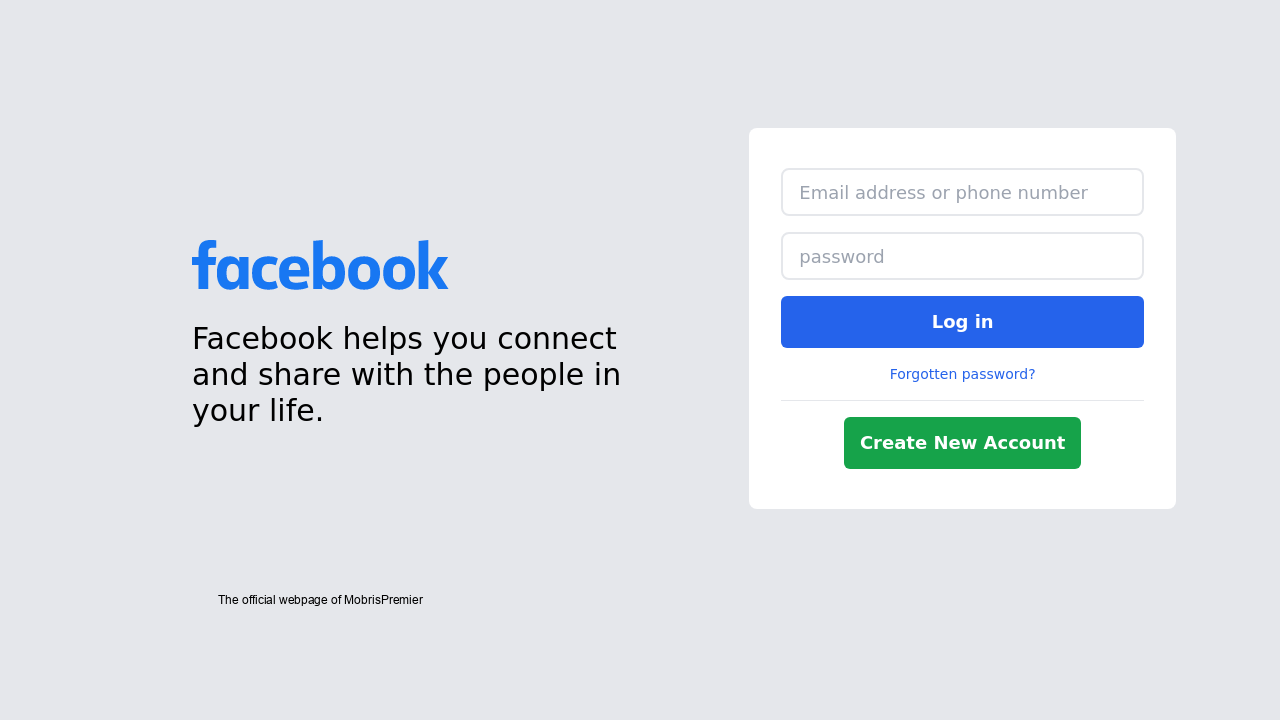 facebook
Facebook helps you connect
and share with the people in
your life.
The official webpage of MobrisPremier
Email address or phone number
password
Log in
Forgotten password?
Create New Account